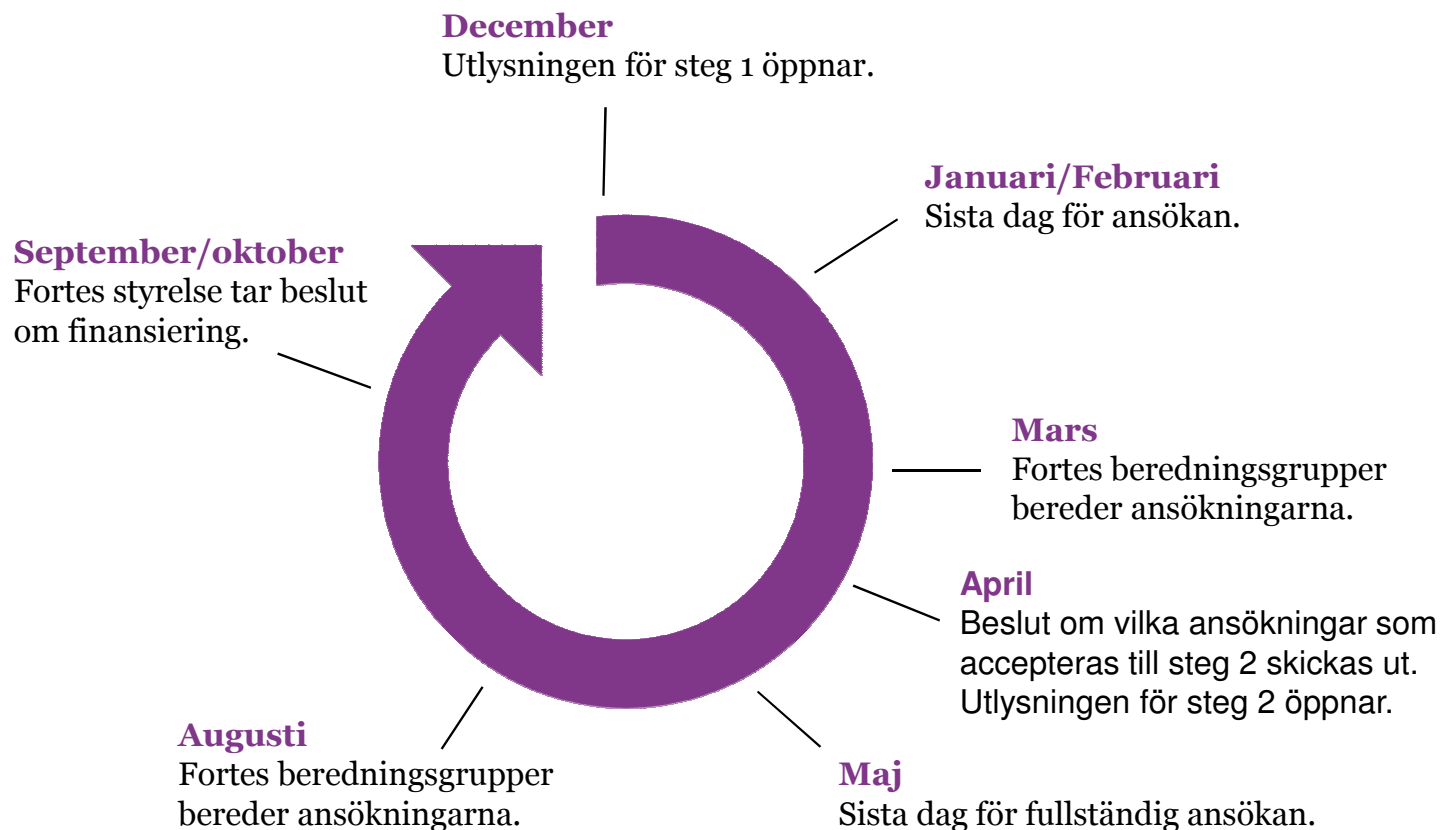 December
Utlysningen för steg 1 öppnar.
Januari/Februari
Sista dag för ansökan.
Mars
Fortes beredningsgrupper
bereder ansökningarna.
April
Beslut om vilka ansökningar som
accepteras till steg 2 skickas ut.
Utlysningen för steg 2 öppnar.
Maj
Sista dag för fullständig ansökan.
Augusti
Fortes beredningsgrupper
bereder ansökningarna.
September/oktober
Fortes styrelse tar beslut
om finansiering.